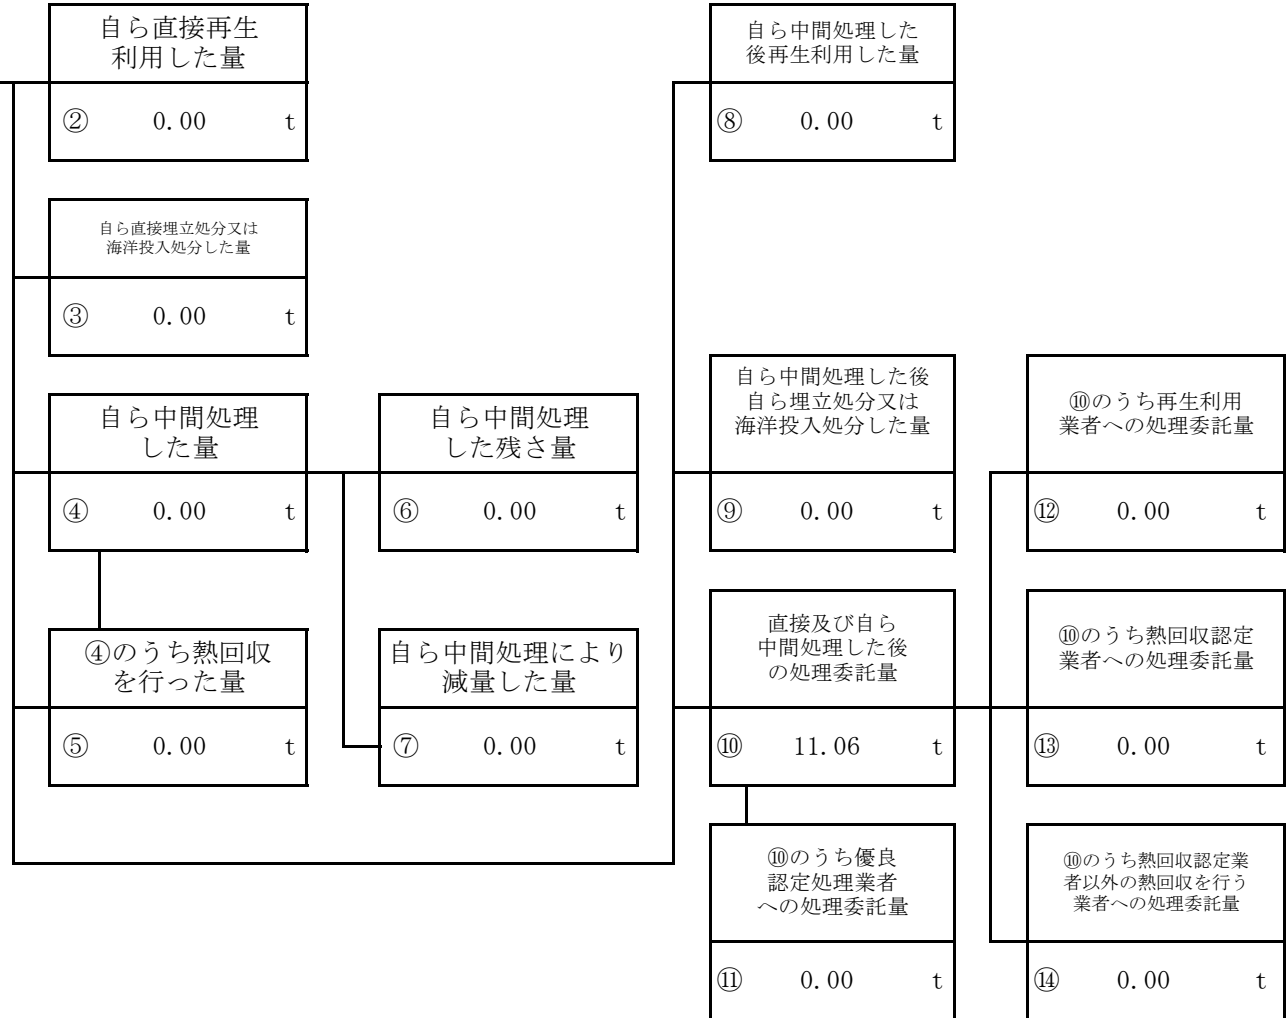 自ら直接再生
利用した量
② 0.00 t
自ら中間処理した
後再生利用した量
⑧ 0.00 t
自ら直接埋立処分又は
海洋投入処分した量
③ 0.00 t
自ら中間処理
した量
④ 0.00 t
自ら中間処理
した残さ量
⑥ 0.00 t
自ら中間処理した後
自ら埋立処分又は
海洋投入処分した量
⑨ 0.00 t
⑩のうち再生利用
業者への処理委託量
⑫ 0.00 t
④のうち熱回収
を行った量
⑤ 0.00 t
自ら中間処理により
減量した量
⑦ 0.00 t
直接及び自ら
中間処理した後
の処理委託量
⑩ 11.06 t
⑩のうち熱回収認定
業者への処理委託量
⑬ 0.00 t
⑩のうち優良
認定処理業者
への処理委託量
⑪ 0.00 t
⑩のうち熱回収認定業
者以外の熱回収を行う
業者への処理委託量
⑭ 0.00 t